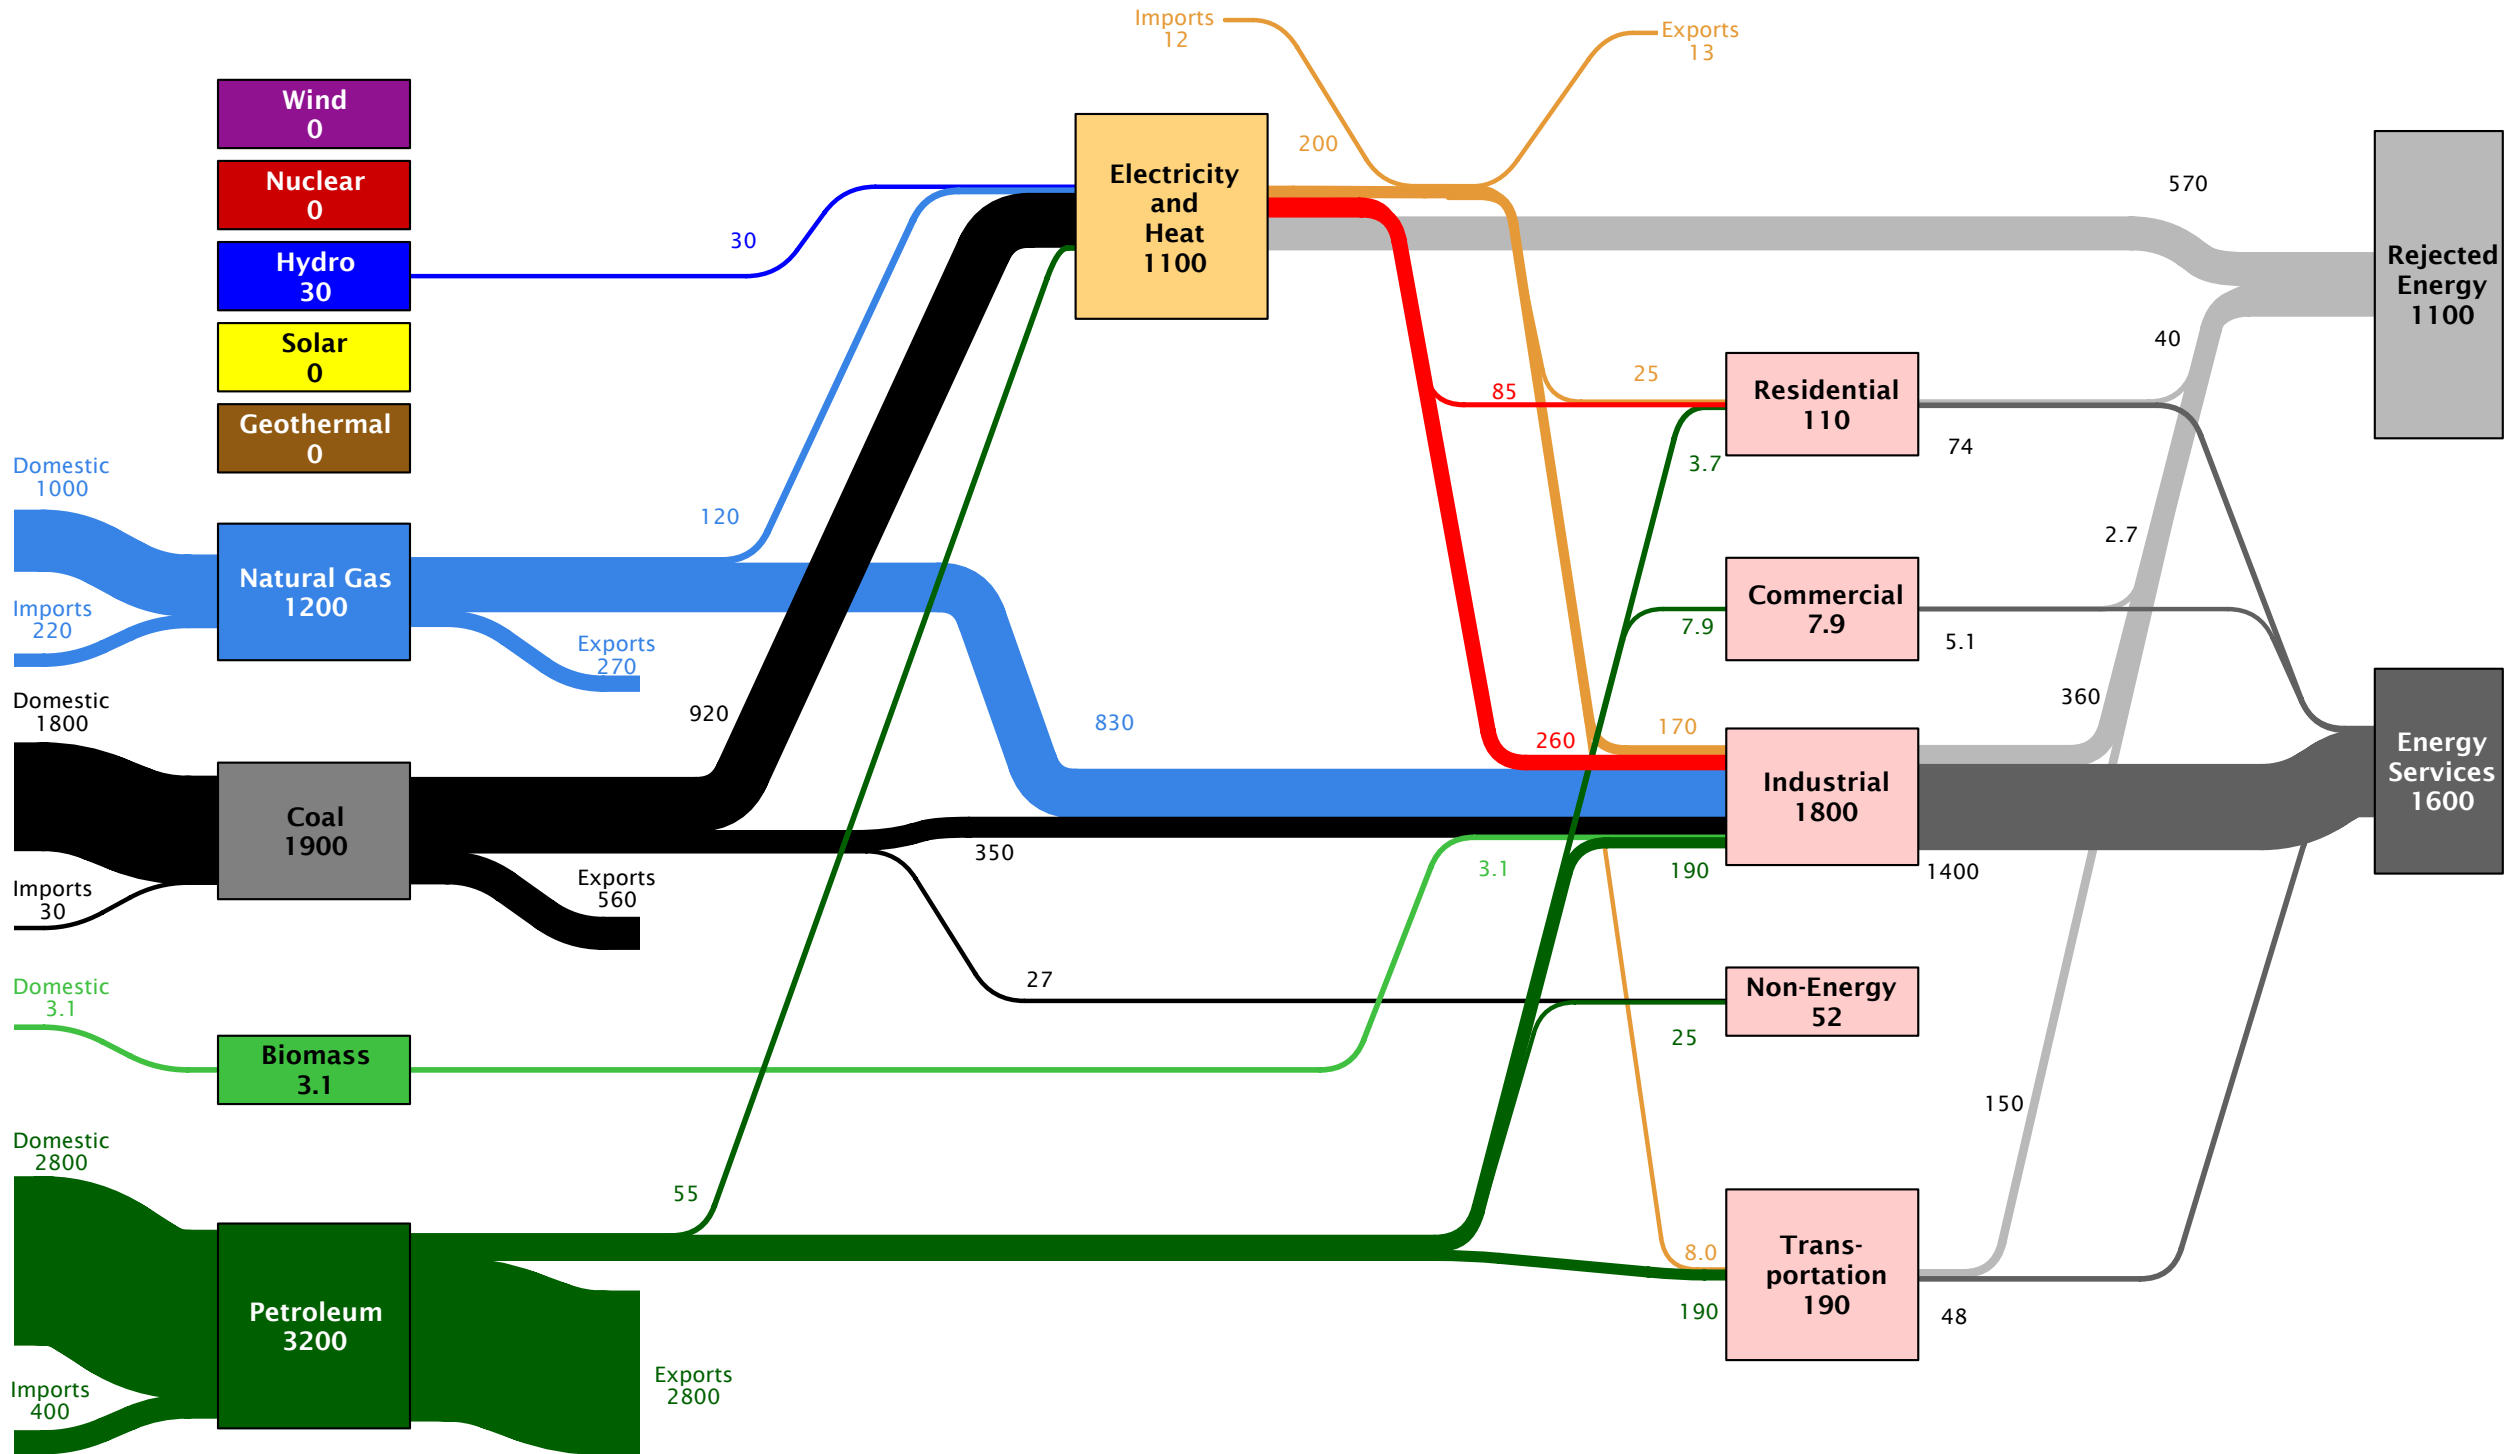 Imports
12
Exports
13
Wind
0
Nuclear
0
Hydro
30
Solar
0
Geothermal
0
Domestic
1000
Imports
220
Natural Gas
1200
Exports
270
Domestic
1800
Imports
30
Coal
1900
Exports
560
Domestic
3.1
Biomass
3.1
Domestic
2800
Imports
400
Petroleum
3200
Exports
2800
30
120
920
55
830
350
27
Electricity
and
Heat
1100
200
85
25
3.7
7.9
260
170
3.1
190
25
8.0
190
Residential
110
Commercial
7.9
Industrial
1800
Non-Energy
52
Trans-
portation
190
570
40
74
2.7
5.1
360
1400
150
48
Rejected
Energy
1100
Energy
Services
1600